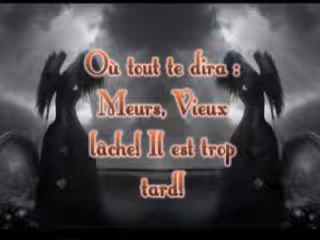 Où tout te dira :
Meurs, Vieux
lâche! Il est trop
tard!